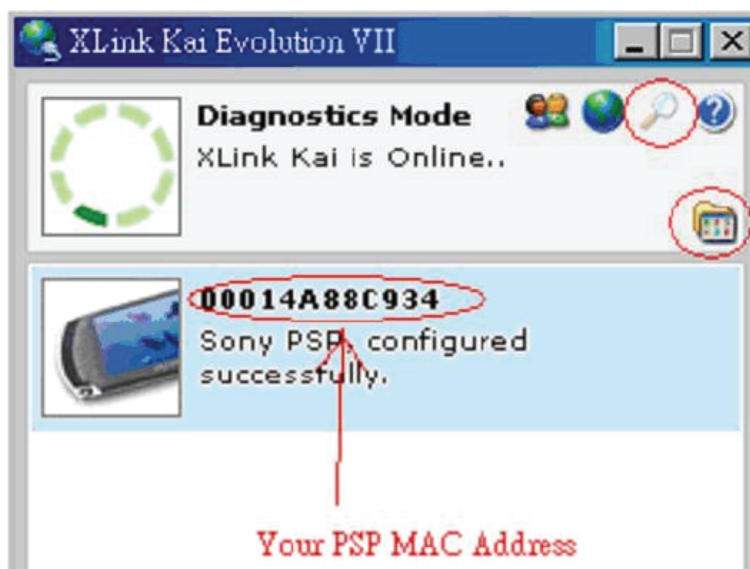 XLink Kai Evolution VII
Diagnostics Mode
XLink Kai is Online..
00014A88C934
Sony PSP, configured
successfully.
Your PSP MAC Address